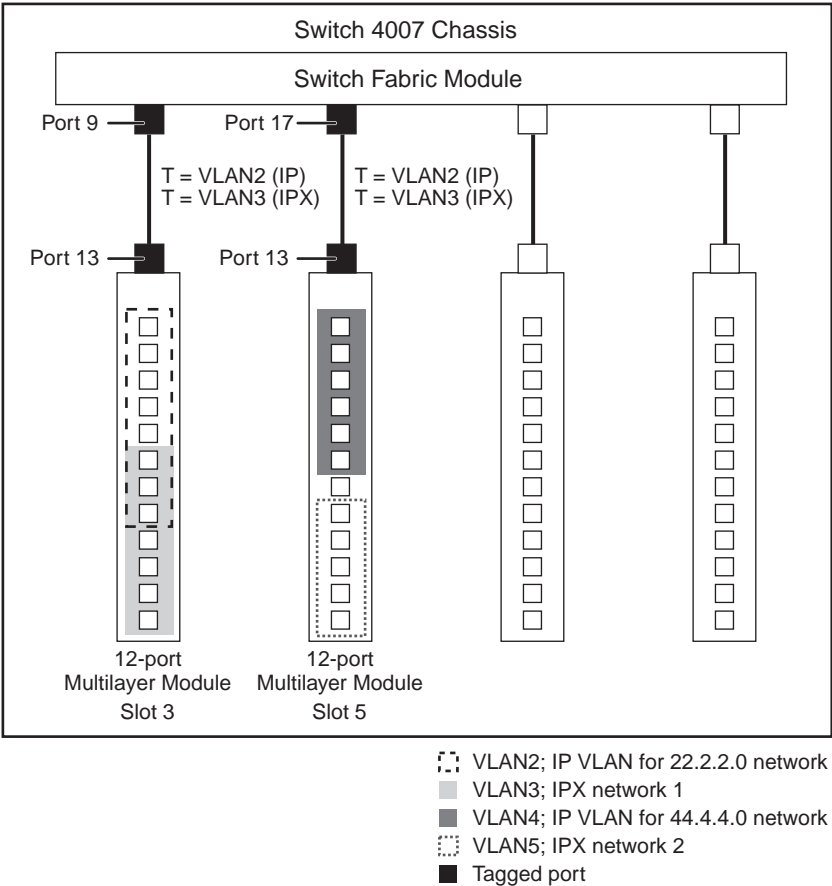 Switch 4007 Chassis
Switch Fabric Module
Port 9
Port 17
T = VLAN2 (IP)
T = VLAN3 (IPX)
T = VLAN2 (IP)
T = VLAN3 (IPX)
Port 13
Port 13
12-port
Multilayer Module
Slot 3
12-port
Multilayer Module
Slot 5
VLAN2; IP VLAN for 22.2.2.0 network
VLAN3; IPX network 1
VLAN4; IP VLAN for 44.4.4.0 network
VLAN5; IPX network 2
Tagged port